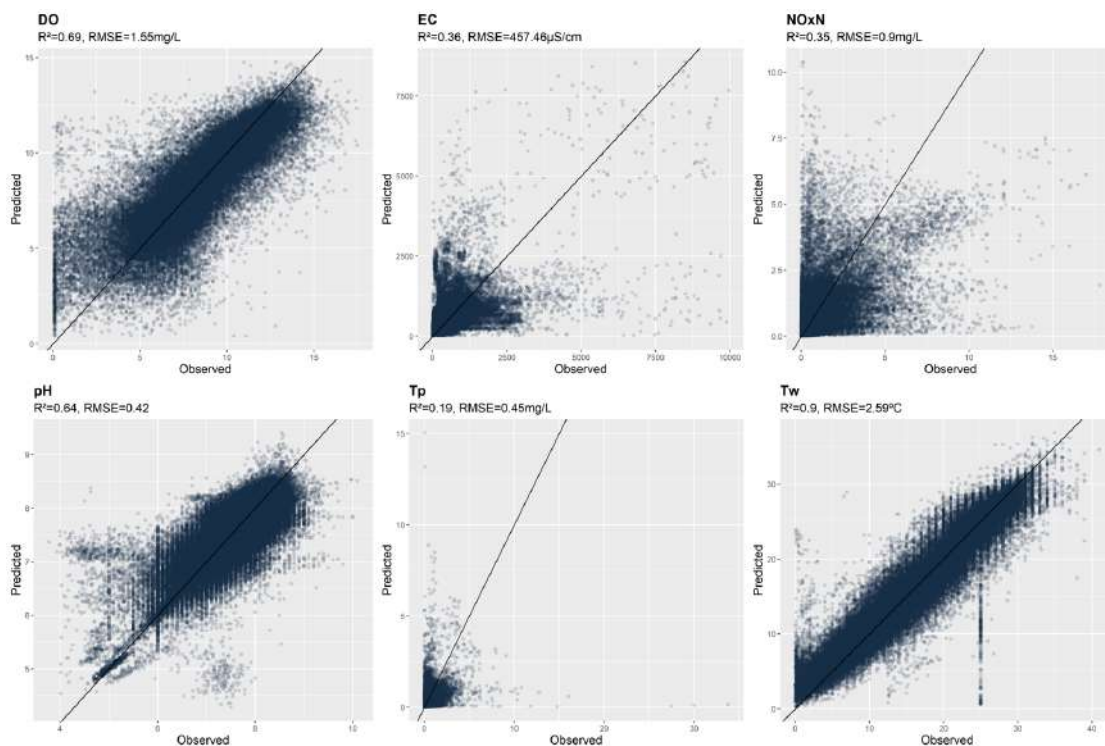 DO
R²=0.69, RMSE=1.55mg/L
15
10
5
0
Predicted
0 5 10 15
Observed
EC
R²=0.36, RMSE=457.46µS/cm
7500
5000
2500
0
Predicted
0 2500 5000 7500 10000
Observed
NOxN
R²=0.35, RMSE=0.9mg/L
10.0
7.5
5.0
2.5
0.0
Predicted
0 5 10 15
Observed
pH
R²=0.64, RMSE=0.42
9
8
7
6
5
Predicted
4 6 8 10
Observed
Tp
R²=0.19, RMSE=0.45mg/L
15
10
5
0
Predicted
0 10 20 30
Observed
Tw
R²=0.9, RMSE=2.59ºC
30
20
10
0
Predicted
0 10 20 30 40
Observed